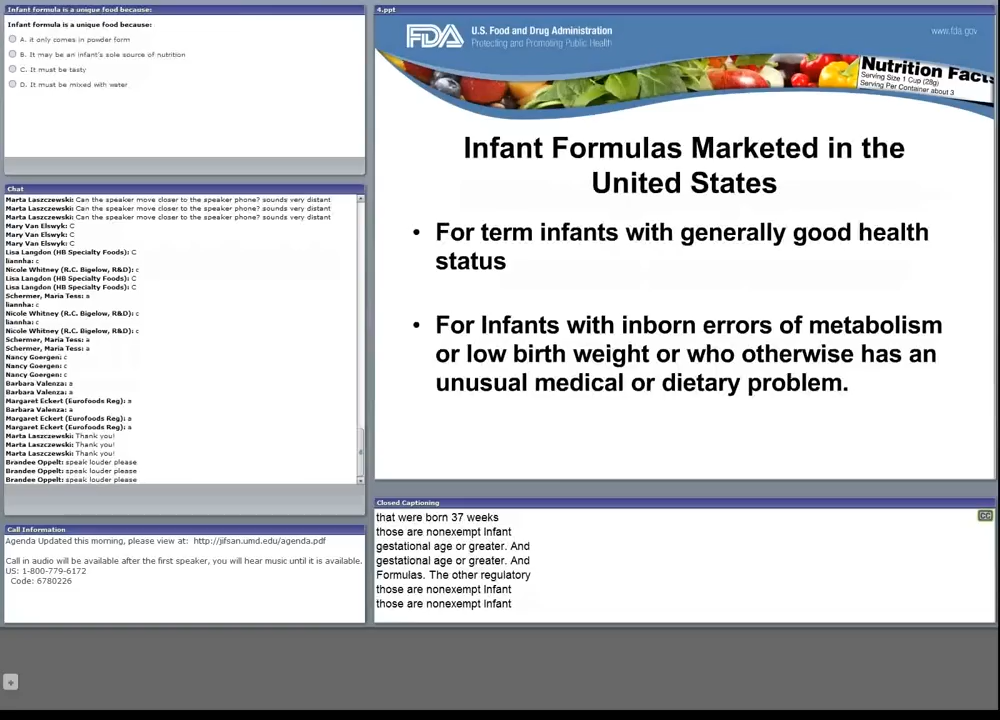 Infant formula is a unique food because:
Infant formula is a unique food because:
A. it only comes in powder form
B. It may be an infant's sole source of nutrition
C. It must be tasty
D. It must be mixed with water
Chat
Marta Laszczewski: Can the speaker move closer to the speaker phone? sounds very distant
Marta Laszczewski: Can the speaker move closer to the speaker phone? sounds very distant
Marta Laszczewski: Can the speaker move closer to the speaker phone? sounds very distant
Mary Van Elswyk: C
Mary Van Elswyk: C
Mary Van Elswyk: C
Lisa Langdon (HB Specialty Foods): C
liannha: c
Nicole Whitney (R.C. Bigelow, R&D): c
Lisa Langdon (HB Specialty Foods): C
Lisa Langdon (HB Specialty Foods): C
Schermer, Maria Tess: a
liannha: c
Nicole Whitney (R.C. Bigelow, R&D): c
liannha: c
Nicole Whitney (R.C. Bigelow, R&D): c
Schermer, Maria Tess: a
Schermer, Maria Tess: a
Nancy Goergen: c
Nancy Goergen: c
Nancy Goergen: c
Barbara Valenza: a
Barbara Valenza: a
Margaret Eckert (Eurofoods Reg): a
Barbara Valenza: a
Margaret Eckert (Eurofoods Reg): a
Margaret Eckert (Eurofoods Reg): a
Marta Laszczewski: Thank you!
Marta Laszczewski: Thank you!
Marta Laszczewski: Thank you!
Brandee Oppelt: speak louder please
Brandee Oppelt: speak louder please
Brandee Oppelt: speak louder please
Call Information
Agenda Updated this morning, please view at: http://jifsan.umd.edu/agenda.pdf
Call in audio will be available after the first speaker, you will hear music until it is available.
US: 1-800-779-6172
Code: 6780226
4.ppt
FDA U.S. Food and Drug Administration
Protecting and Promoting Public Health
www.fda.gov
Nutrition Facts
Serving Size 1 Cup (28g)
Serving Per Container about 3
Infant Formulas Marketed in the
United States
• For term infants with generally good health
status
• For Infants with inborn errors of metabolism
or low birth weight or who otherwise has an
unusual medical or dietary problem.
Closed Captioning
CC
that were born 37 weeks
those are nonexempt Infant
gestational age or greater. And
gestational age or greater. And
Formulas. The other regulatory
those are nonexempt Infant
those are nonexempt Infant